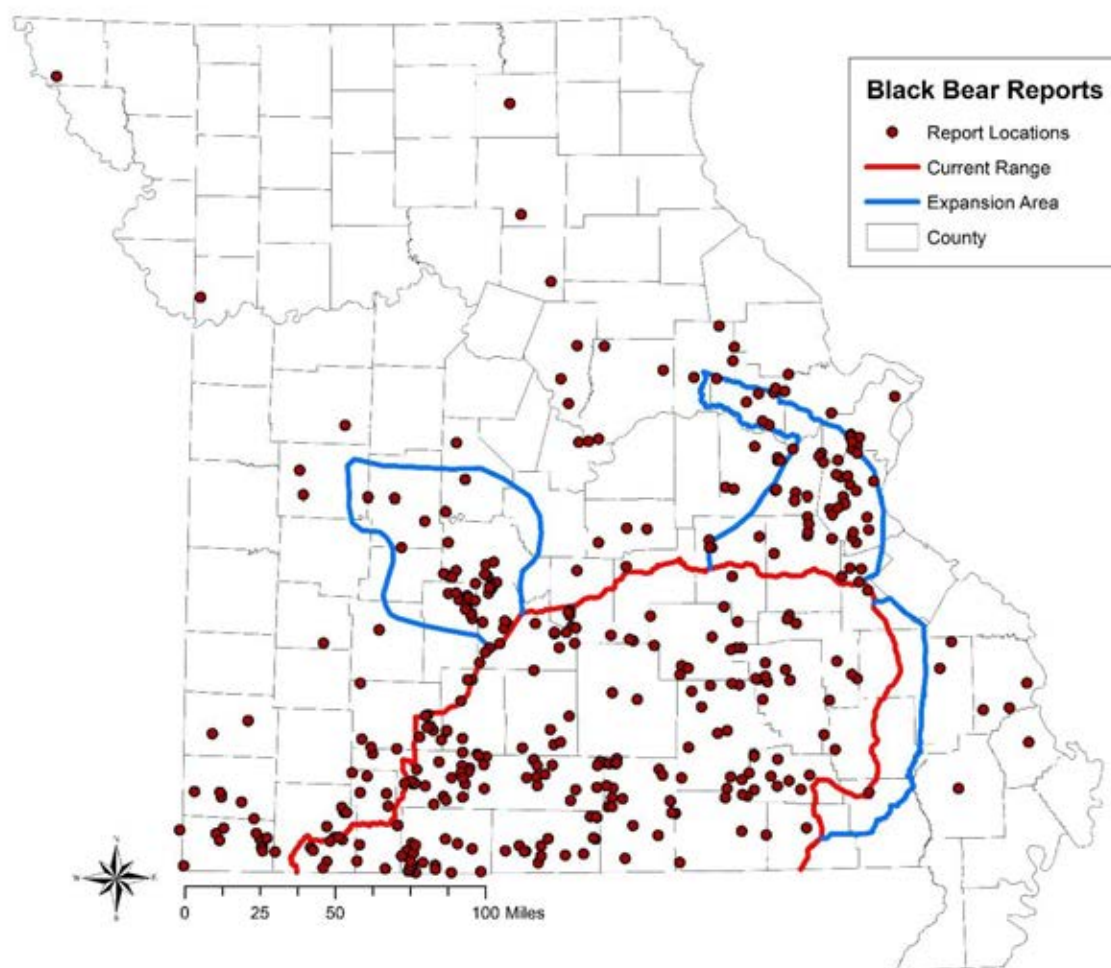 Black Bear Reports
Report Locations
Current Range
Expansion Area
County
0 25 50 100 Miles